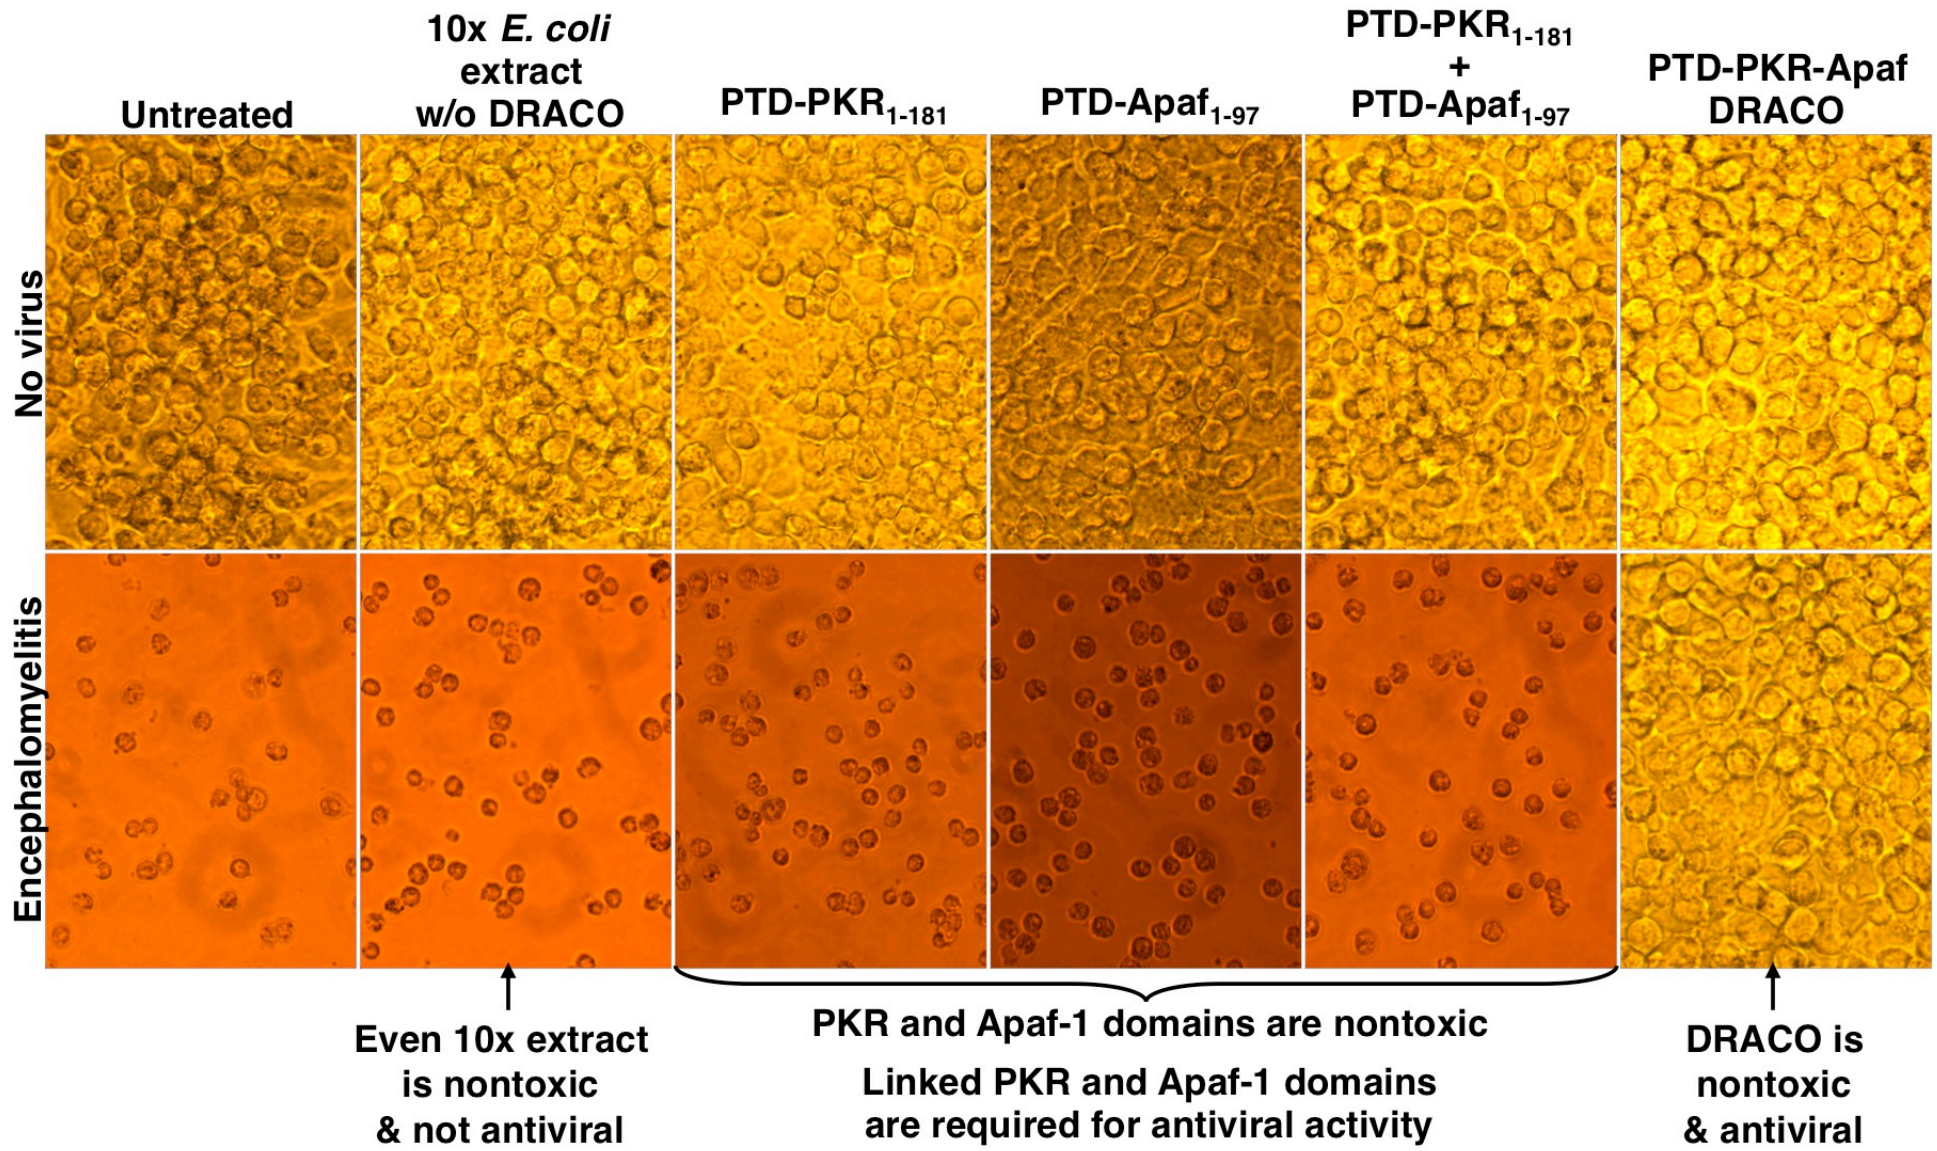 Untreated
10x E. coli
extract
w/o DRACO
PTD-PKR1-181
PTD-Apaf1-97
PTD-PKR1-181
+
PTD-Apaf1-97
PTD-PKR-Apaf
DRACO
No virus
Encephalomyelitis
Even 10x extract
is nontoxic
& not antiviral
PKR and Apaf-1 domains are nontoxic
Linked PKR and Apaf-1 domains
are required for antiviral activity
DRACO is
nontoxic
& antiviral